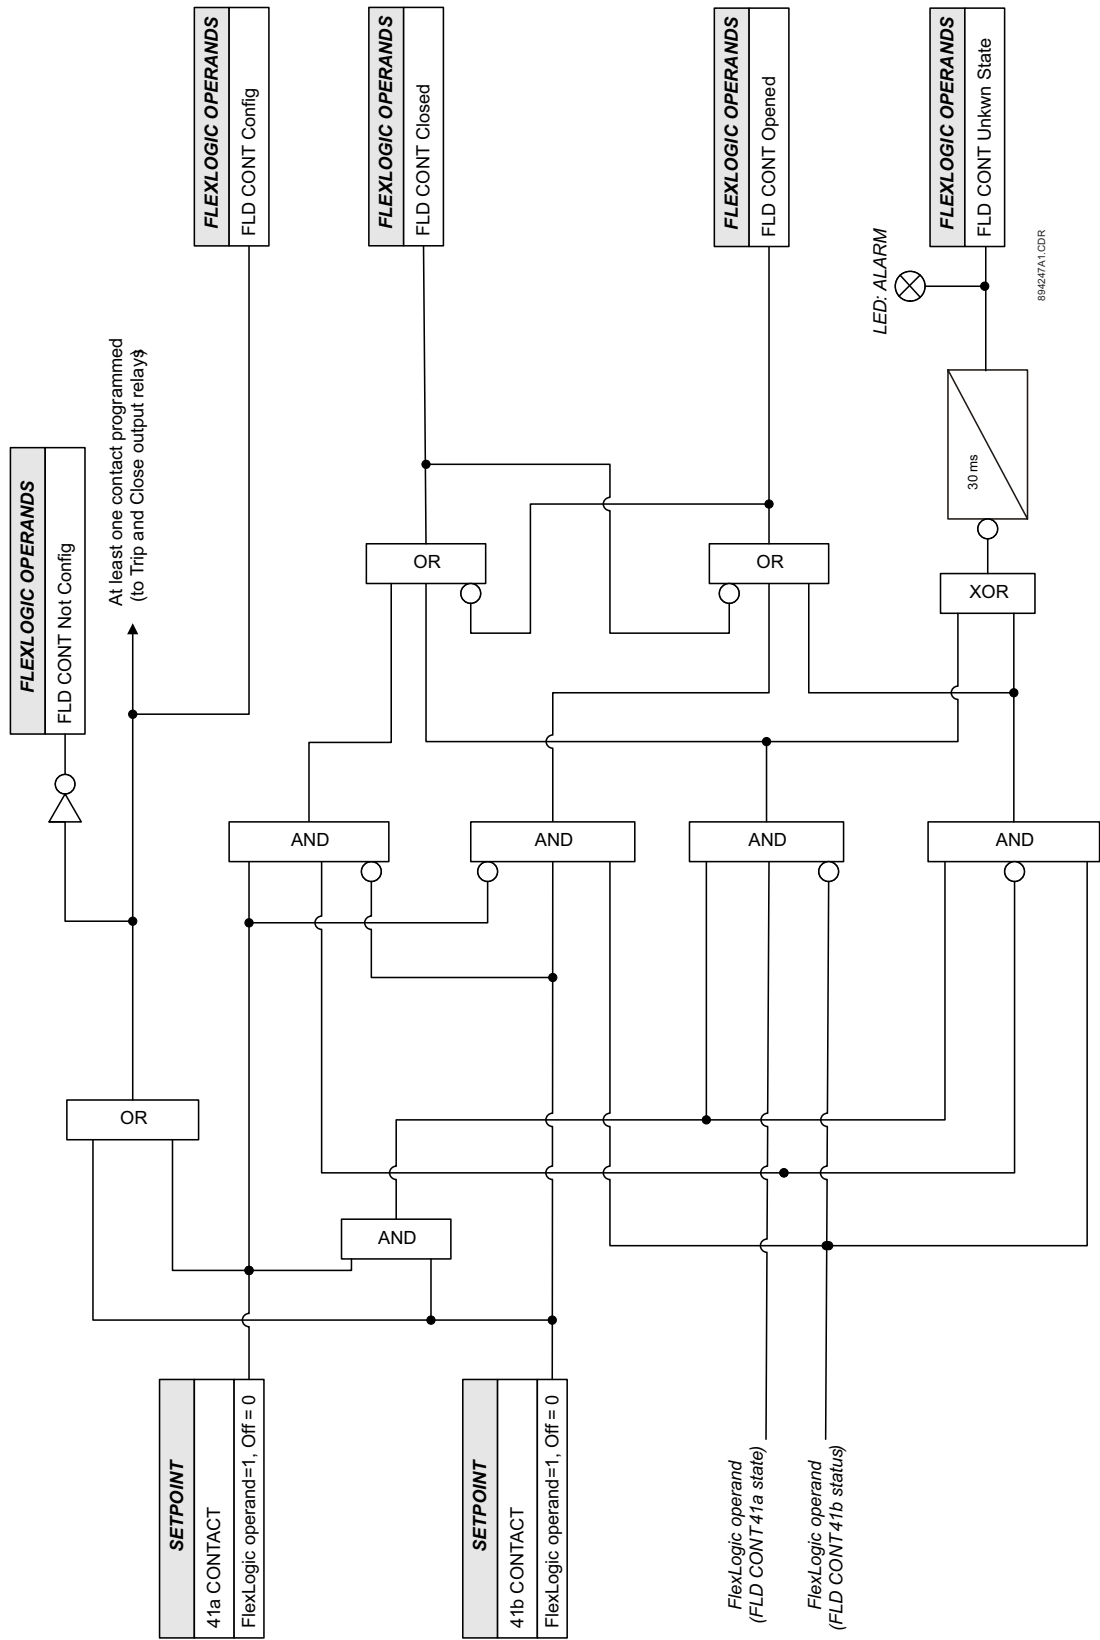 FLEXLOGIC OPERANDS
FLD CONT Not Config
At least one contact programmed
(to Trip and Close output relays)
FLEXLOGIC OPERANDS
FLD CONT Config
FLEXLOGIC OPERANDS
FLD CONT Closed
FLEXLOGIC OPERANDS
FLD CONT Opened
FLEXLOGIC OPERANDS
FLD CONT Unkwn State
LED: ALARM
894247A1.CDR
30 ms
OR
OR
XOR
AND
AND
AND
AND
OR
AND
SETPOINT
41a CONTACT
FlexLogic operand=1, Off = 0
SETPOINT
41b CONTACT
FlexLogic operand=1, Off = 0
FlexLogic operand
(FLD CONT41a state)
FlexLogic operand
(FLD CONT41b status)